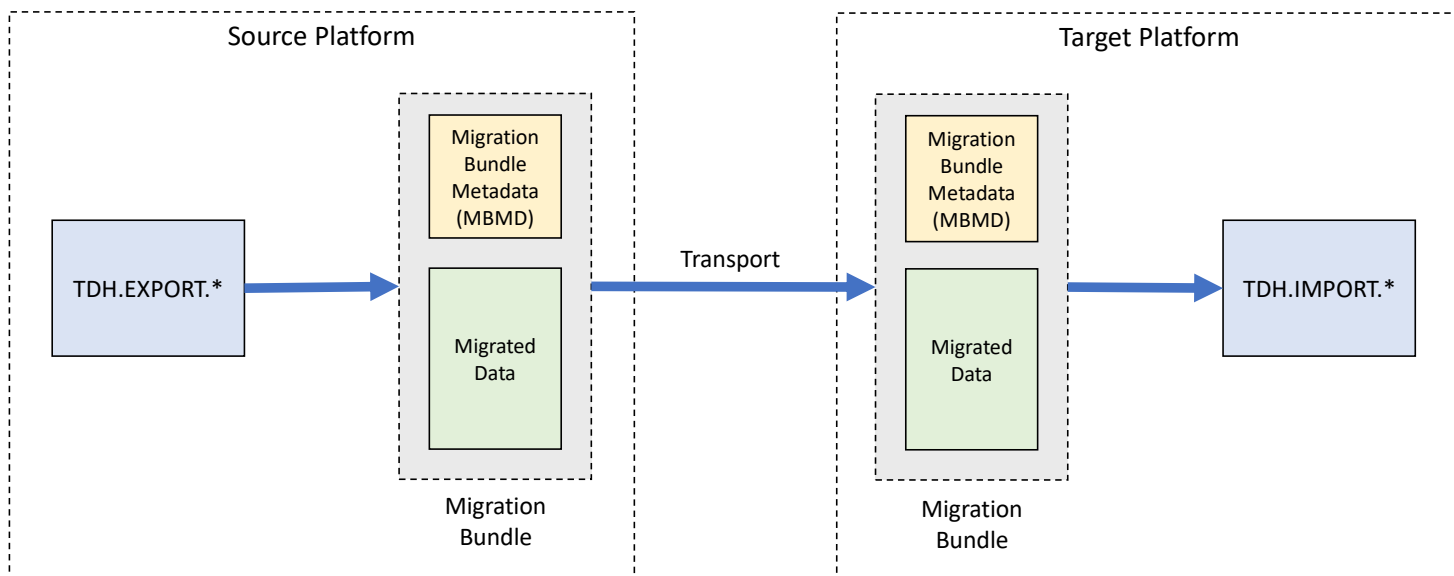 Source Platform
Migration
Bundle
Metadata
(MBMD)
TDH.EXPORT.*
Migrated
Data
Migration
Bundle
Transport
Target Platform
Migration
Bundle
Metadata
(MBMD)
Migrated
Data
TDH.IMPORT.*
Migration
Bundle